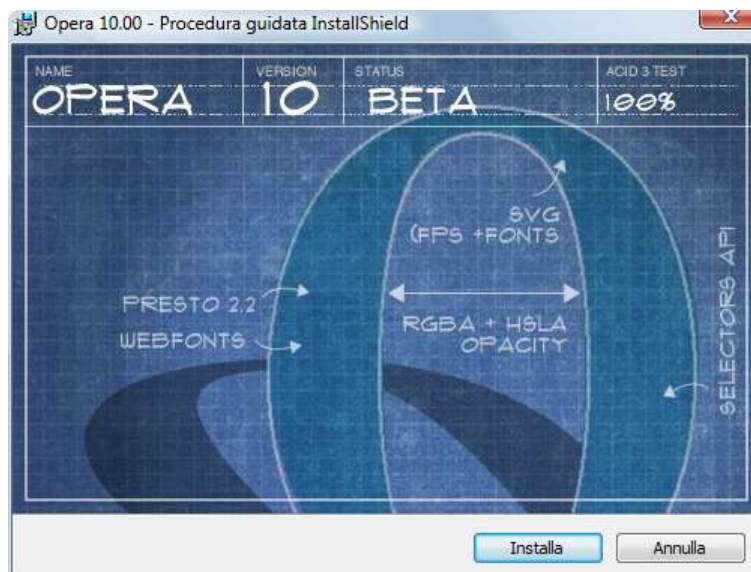 Opera 10.00 - Procedura guidata InstallShield
NAME VERSION STATUS ACID 3 TEST
OPERA 10 BETA 100%
SVG
(FPS +FONTS
PRESTO 2.2
WEBFONTS
RGBA + HSLA
OPACITY
SELECTORS API
Installa Annulla